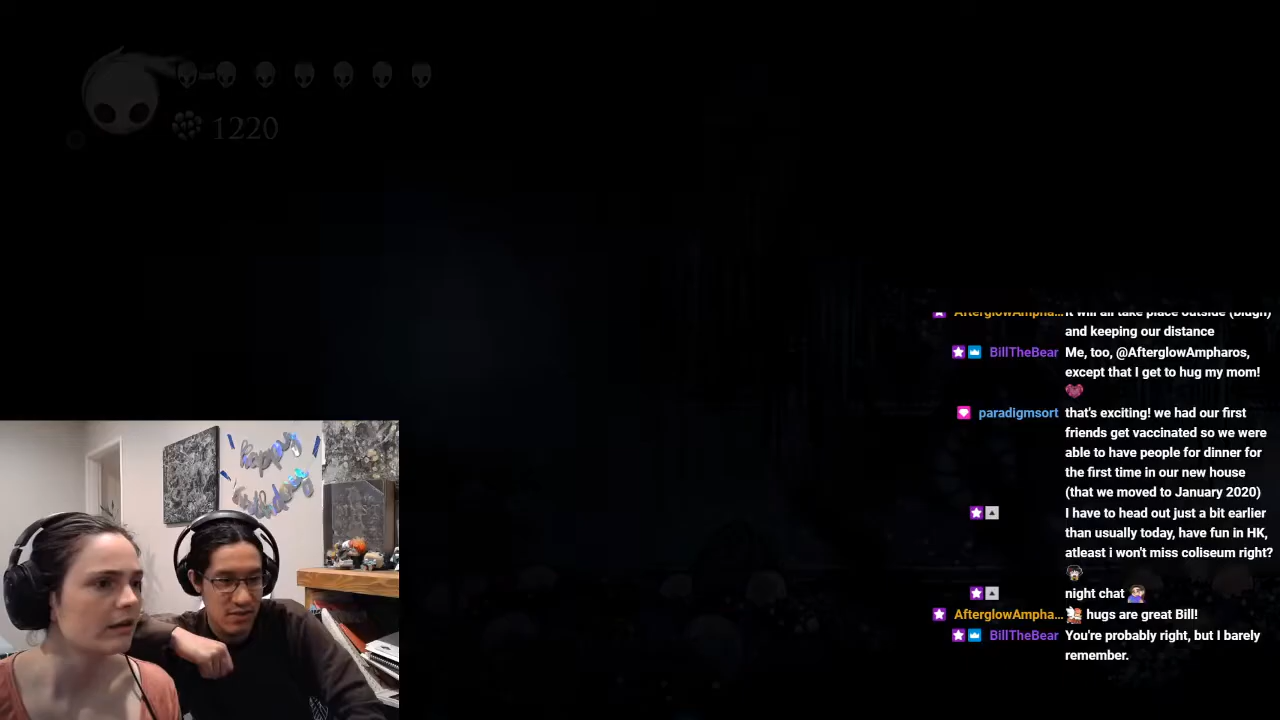 1220
AfterglowAmpha... it will all take place outside (blugh)
and keeping our distance
BillTheBear Me, too, @AfterglowAmpharos,
except that I get to hug my mom!
paradigmsort that's exciting! we had our first
friends get vaccinated so we were
able to have people for dinner for
the first time in our new house
(that we moved to January 2020)
I have to head out just a bit earlier
than usually today, have fun in HK,
atleast i won't miss coliseum right?
night chat
AfterglowAmpha... hugs are great Bill!
BillTheBear You're probably right, but I barely
remember.
happy
birthday